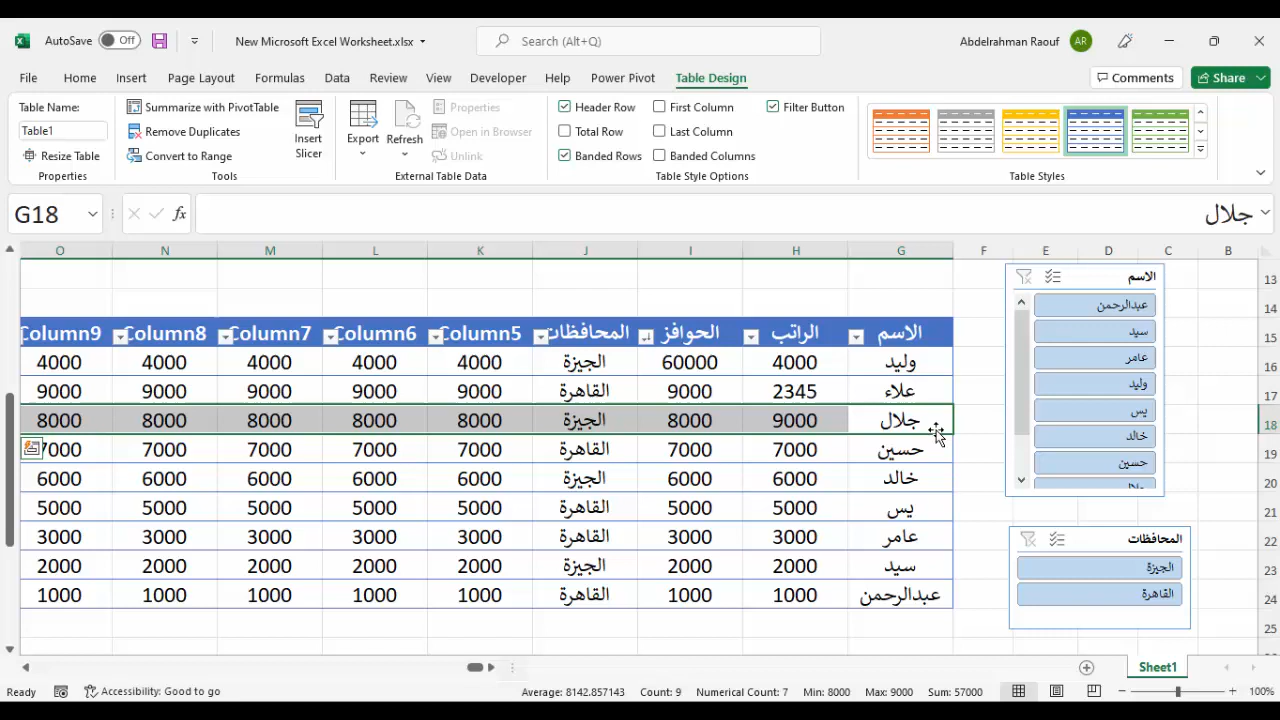 AutoSave Off New Microsoft Excel Worksheet.xlsx Search (Alt+Q) Abdelrahman Raouf AR
File Home Insert Page Layout Formulas Data Review View Developer Help Power Pivot Table Design Comments Share
Table Name:
Table1
Resize Table
Properties
Summarize with PivotTable
Remove Duplicates
Convert to Range
Tools
Insert
Slicer
Export
Refresh
Properties
Open in Browser
Unlink
External Table Data
Header Row First Column Filter Button
Total Row Last Column
Banded Rows Banded Columns
Table Style Options
Table Styles
G18 fx جلال
O N M L K J I H G F E D C B
13
14
Column9 Column8 Column7 Column6 Column5 المحافظات الحوافز الراتب الاسم 15
4000 4000 4000 4000 4000 الجيزة 60000 4000 وليد 16
9000 9000 9000 9000 9000 القاهرة 9000 2345 علاء 17
8000 8000 8000 8000 8000 الجيزة 8000 9000 جلال 18
7000 7000 7000 7000 7000 القاهرة 7000 7000 حسين 19
6000 6000 6000 6000 6000 الجيزة 6000 6000 خالد 20
5000 5000 5000 5000 5000 القاهرة 5000 5000 يس 21
3000 3000 3000 3000 3000 القاهرة 3000 3000 عامر 22
2000 2000 2000 2000 2000 الجيزة 2000 2000 سيد 23
1000 1000 1000 1000 1000 القاهرة 1000 1000 عبدالرحمن 24
25
الاسم
عبدالرحمن
سيد
عامر
وليد
يس
خالد
حسين
جلال
المحافظات
الجيزة
القاهرة
Sheet1
Ready Accessibility: Good to go Average: 8142.857143 Count: 9 Numerical Count: 7 Min: 8000 Max: 9000 Sum: 57000 100%